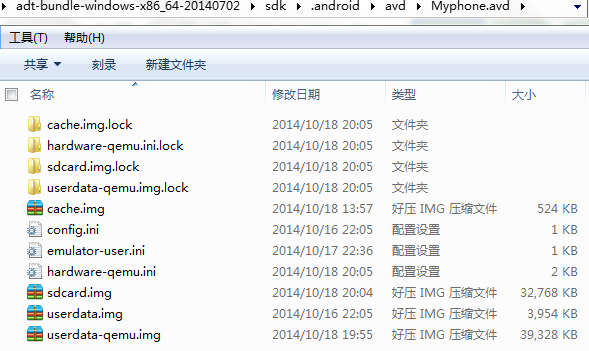 adt-bundle-windows-x86_64-20140702 ▸ sdk ▸ .android ▸ avd ▸ Myphone.avd ▸
工具(T) 帮助(H)
共享 刻录 新建文件夹
名称 修改日期 类型 大小
cache.img.lock 2014/10/18 20:05 文件夹
hardware-qemu.ini.lock 2014/10/18 20:05 文件夹
sdcard.img.lock 2014/10/18 20:05 文件夹
userdata-qemu.img.lock 2014/10/18 20:05 文件夹
cache.img 2014/10/18 13:57 好压 IMG 压缩文件 524 KB
config.ini 2014/10/16 22:05 配置设置 1 KB
emulator-user.ini 2014/10/17 22:36 配置设置 1 KB
hardware-qemu.ini 2014/10/18 20:05 配置设置 2 KB
sdcard.img 2014/10/18 20:04 好压 IMG 压缩文件 32,768 KB
userdata.img 2014/10/16 22:05 好压 IMG 压缩文件 3,954 KB
userdata-qemu.img 2014/10/18 19:55 好压 IMG 压缩文件 39,328 KB